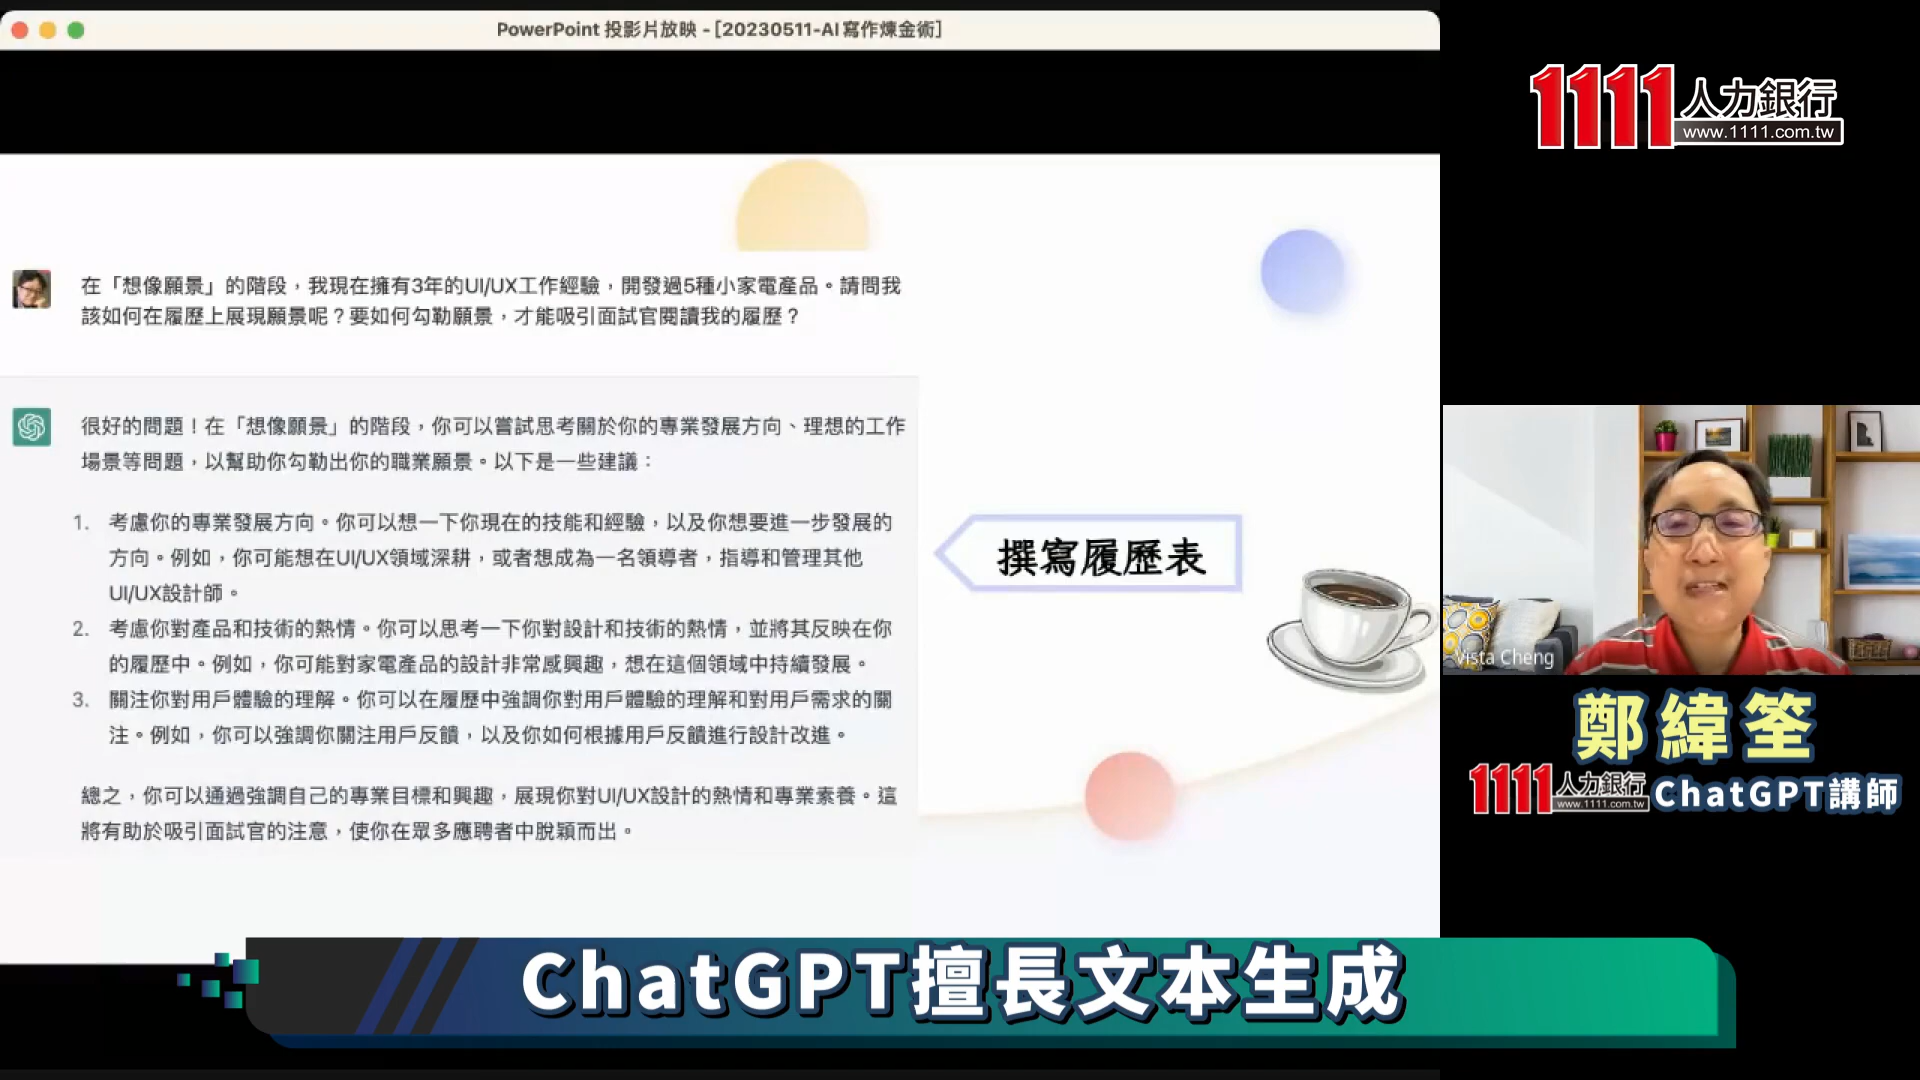 PowerPoint 投影片放映 - [20230511-AI寫作煉金術]
1111人力銀行
www.1111.com.tw
在「想像願景」的階段，我現在擁有3年的UI/UX工作經驗，開發過5種小家電產品。請問我
該如何在履歷上展現願景呢？要如何勾勒願景，才能吸引面試官閱讀我的履歷？
很好的問題！在「想像願景」的階段，你可以嘗試思考關於你的專業發展方向、理想的工作
場景等問題，以幫助你勾勒出你的職業願景。以下是一些建議：
1. 考慮你的專業發展方向。你可以想一下你現在的技能和經驗，以及你想要進一步發展的
方向。例如，你可能想在UI/UX領域深耕，或者想成為一名領導者，指導和管理其他
UI/UX設計師。
2. 考慮你對產品和技術的熱情。你可以思考一下你對設計和技術的熱情，並將其反映在你
的履歷中。例如，你可能對家電產品的設計非常感興趣，想在這個領域中持續發展。
3. 關注你對用戶體驗的理解。你可以在履歷中強調你對用戶體驗的理解和對用戶需求的關
注。例如，你可以強調你關注用戶反饋，以及你如何根據用戶反饋進行設計改進。
總之，你可以通過強調自己的專業目標和興趣，展現你對UI/UX設計的熱情和專業素養。這
將有助於吸引面試官的注意，使你在眾多應聘者中脫穎而出。
撰寫履歷表
Vista Cheng
鄭緯筌
1111人力銀行
www.1111.com.tw
ChatGPT講師
ChatGPT擅長文本生成